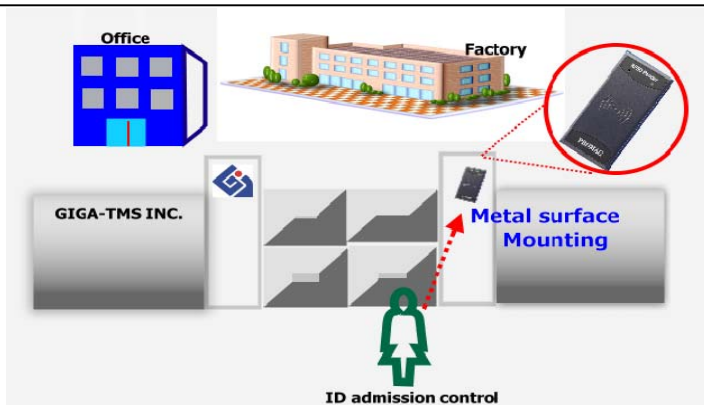 Office
Factory
GIGA-TMS INC.
Metal surface
Mounting
ID admission control